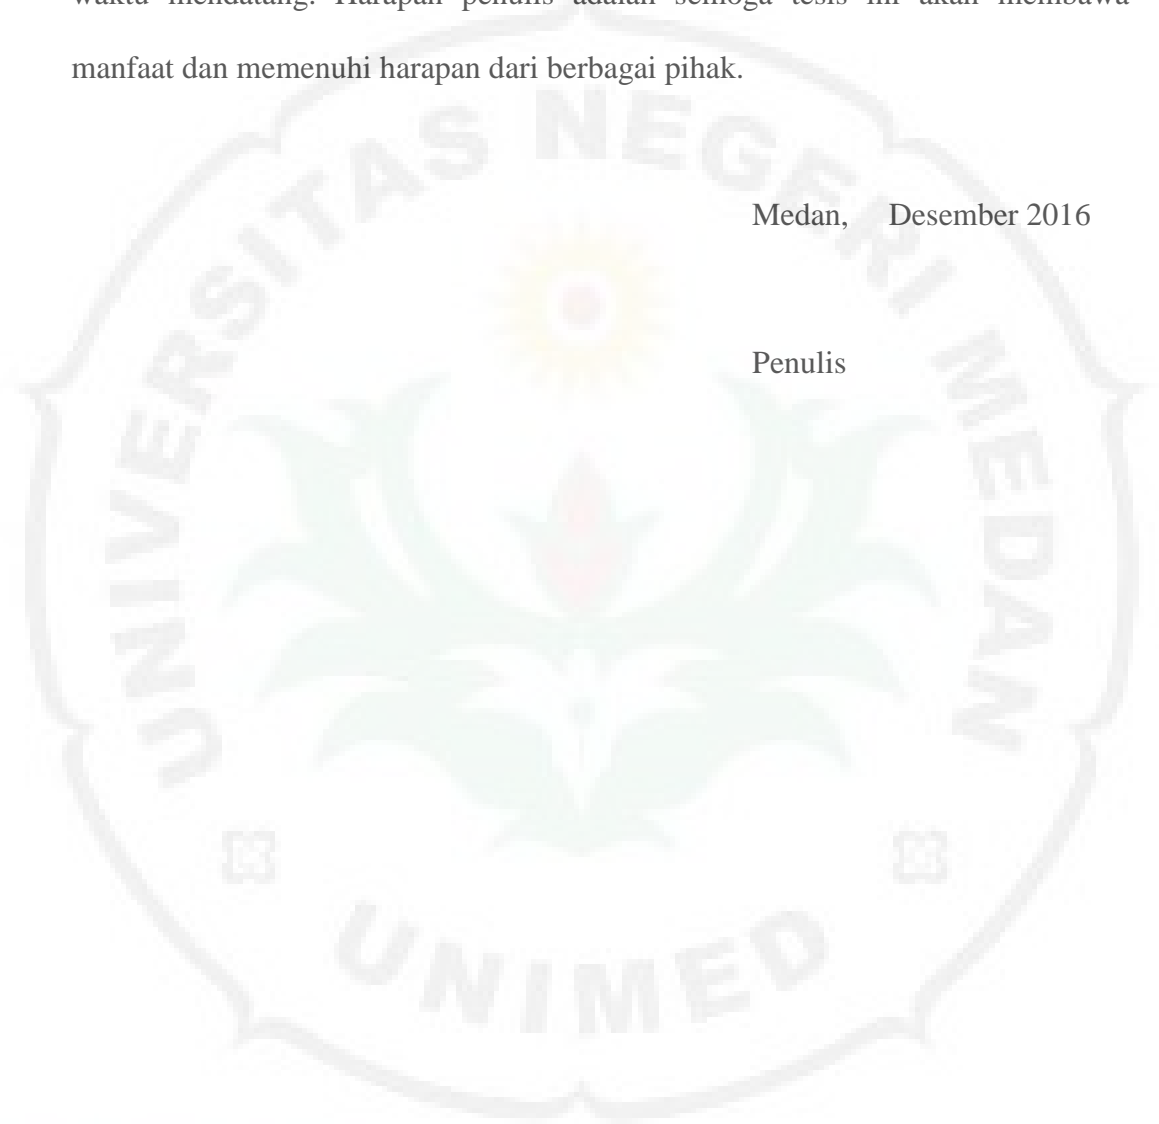 waktu mendatang. Harapan penulis adalah semoga tesis ini akan membawa
manfaat dan memenuhi harapan dari berbagai pihak.
Medan, Desember 2016
Penulis
UNIVERSITAS NEGERI MEDAN
UNIMED